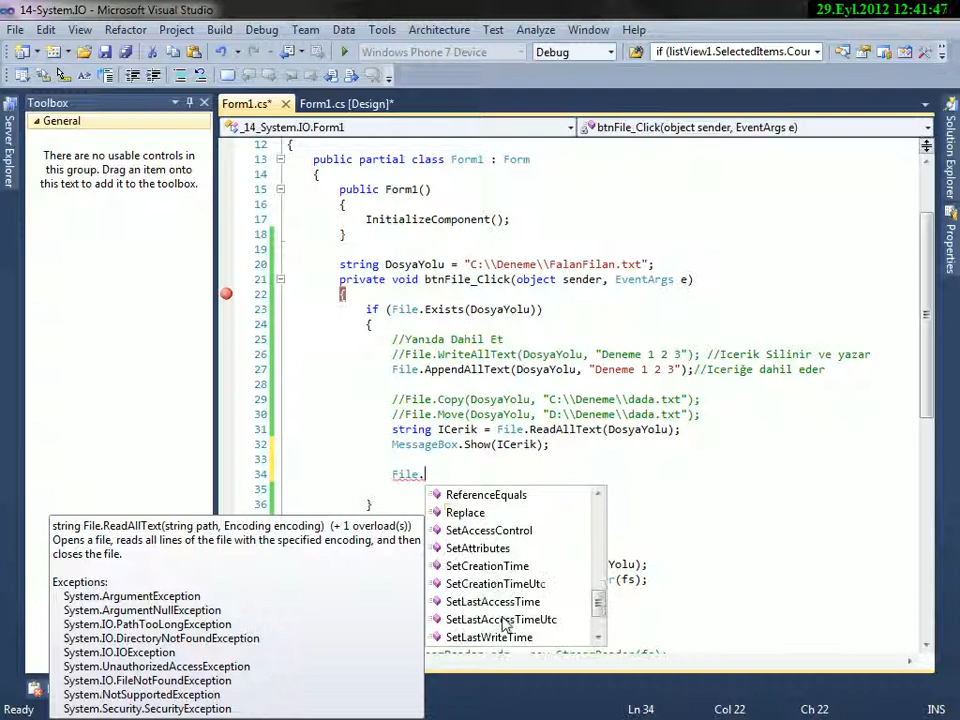 29.Eyl.2012 12:41:47
14-System.IO - Microsoft Visual Studio
File Edit View Refactor Project Build Debug Team Data Tools Architecture Test Analyze Window Help
Windows Phone 7 Device Debug if (listView1.SelectedItems.Cour
Toolbox
General
There are no usable controls in
this group. Drag an item onto
this text to add it to the toolbox.
Server Explorer
Solution Explorer
Properties
Form1.cs* Form1.cs [Design]*
_14_System.IO.Form1 btnFile_Click(object sender, EventArgs e)
12 {
13 public partial class Form1 : Form
14 {
15 public Form1()
16 {
17 InitializeComponent();
18 }
19
20 string DosyaYolu = "C:\\Deneme\\FalanFilan.txt";
21 private void btnFile_Click(object sender, EventArgs e)
22 {
23 if (File.Exists(DosyaYolu))
24 {
25 //Yanıda Dahil Et
26 //File.WriteAllText(DosyaYolu, "Deneme 1 2 3"); //Icerik Silinir ve yazar
27 File.AppendAllText(DosyaYolu, "Deneme 1 2 3");//Iceriğe dahil eder
28
29 //File.Copy(DosyaYolu, "C:\\Deneme\\dada.txt");
30 //File.Move(DosyaYolu, "D:\\Deneme\\dada.txt");
31 string ICerik = File.ReadAllText(DosyaYolu);
32 MessageBox.Show(ICerik);
33
34 File.
35
36 }
ReferenceEquals
Replace
SetAccessControl
SetAttributes
SetCreationTime
SetCreationTimeUtc
SetLastAccessTime
SetLastAccessTimeUtc
SetLastWriteTime
Yolu);
r(fs);
string File.ReadAllText(string path, Encoding encoding) (+ 1 overload(s))
Opens a file, reads all lines of the file with the specified encoding, and then
closes the file.
Exceptions:
System.ArgumentException
System.ArgumentNullException
System.IO.PathTooLongException
System.IO.DirectoryNotFoundException
System.IO.IOException
System.UnauthorizedAccessException
System.IO.FileNotFoundException
System.NotSupportedException
System.Security.SecurityException
Ready Ln 34 Col 22 Ch 22 INS